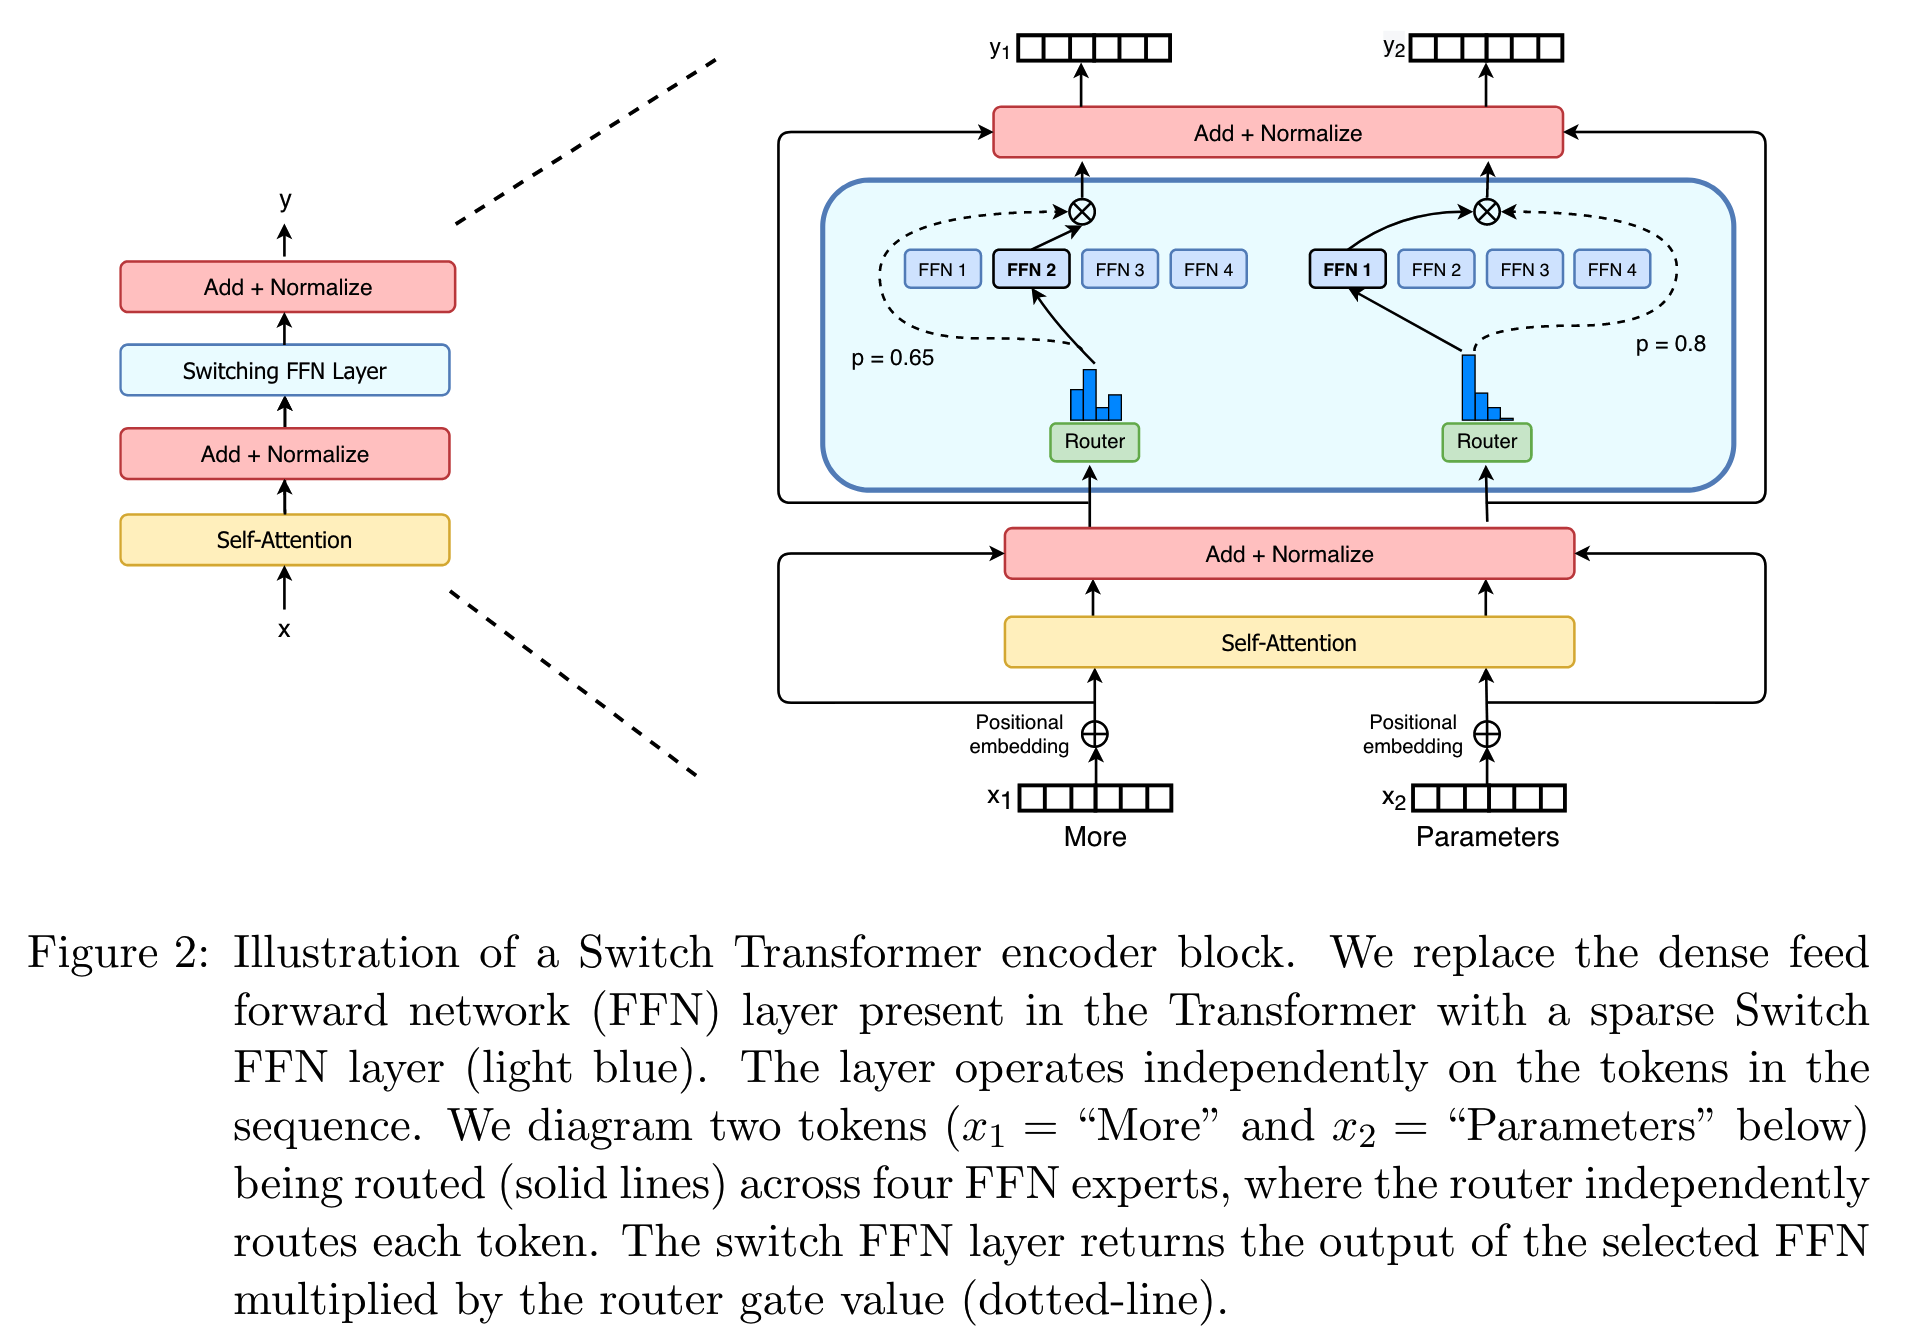 y
Add + Normalize
Switching FFN Layer
Add + Normalize
Self-Attention
x
y1 y2
Add + Normalize
FFN 1 FFN 2 FFN 3 FFN 4 FFN 1 FFN 2 FFN 3 FFN 4
p = 0.65 p = 0.8
Router Router
Add + Normalize
Self-Attention
Positional embedding Positional embedding
x1 x2
More Parameters
Figure 2: Illustration of a Switch Transformer encoder block. We replace the dense feed
forward network (FFN) layer present in the Transformer with a sparse Switch
FFN layer (light blue). The layer operates independently on the tokens in the
sequence. We diagram two tokens (x1 = “More” and x2 = “Parameters” below)
being routed (solid lines) across four FFN experts, where the router independently
routes each token. The switch FFN layer returns the output of the selected FFN
multiplied by the router gate value (dotted-line).